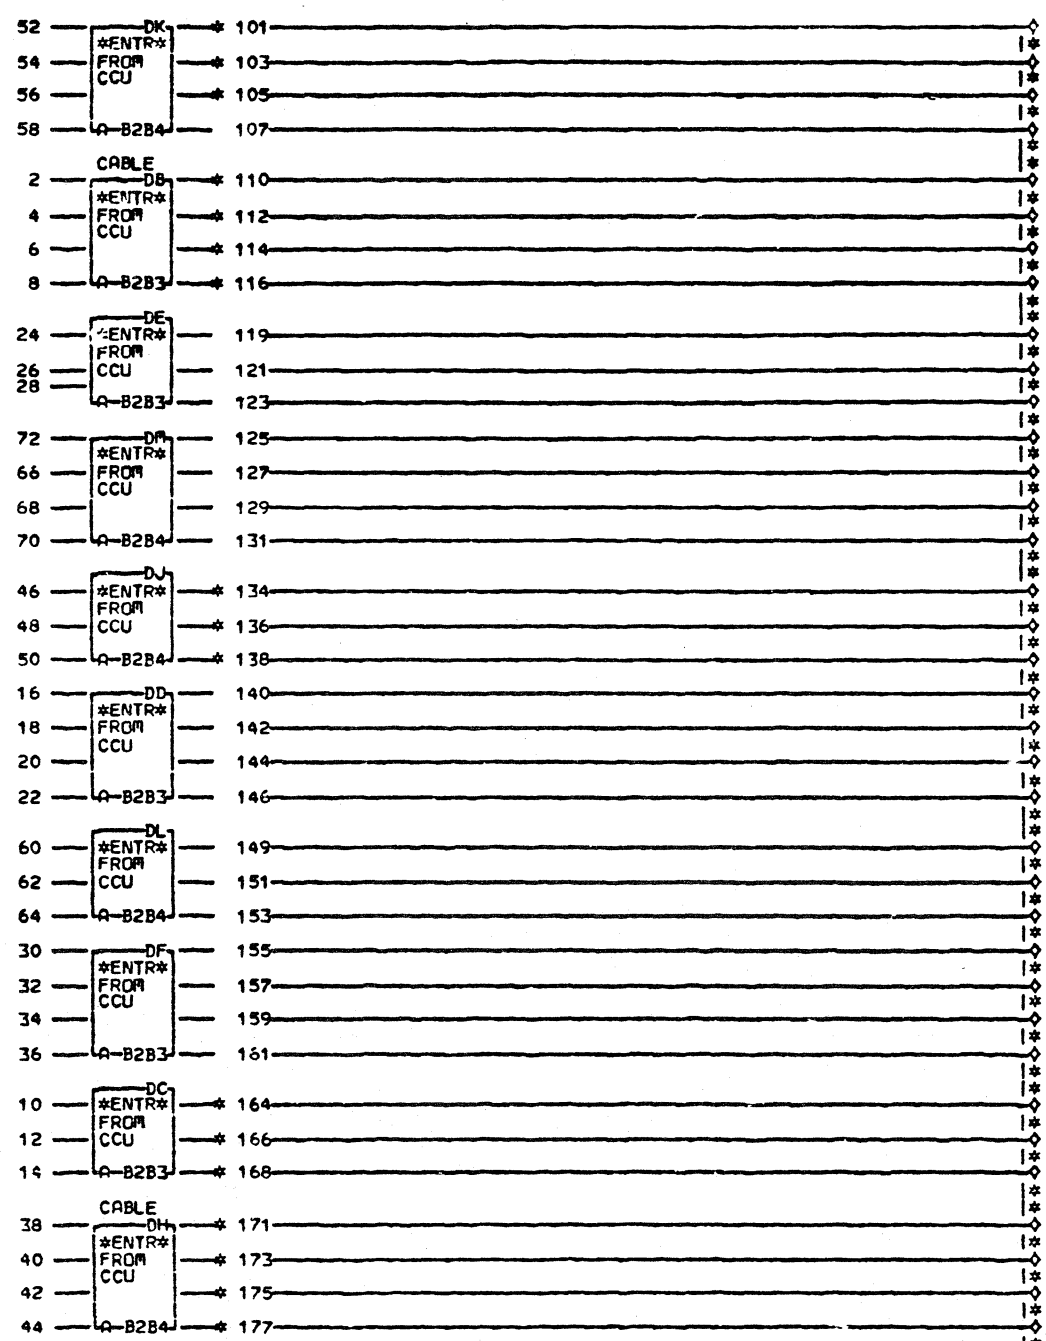 52 DK * 101
*ENTR*
54 FROM * 103
CCU
56 * 105
58 A B2B4 107
CABLE
2 DB * 110
*ENTR*
4 FROM * 112
CCU
6 * 114
8 A B2B3 * 116
DE
24 *ENTR* 119
FROM
26 CCU 121
28
A B2B3 123
72 DM 125
*ENTR*
66 FROM 127
CCU
68 129
70 A B2B4 131
DJ
46 *ENTR* * 134
FROM
48 CCU * 136
50 A B2B4 * 138
16 DD 140
*ENTR*
18 FROM 142
CCU
20 144
22 A B2B3 146
DL
60 *ENTR* 149
FROM
62 CCU 151
64 A B2B4 153
30 DF 155
*ENTR*
32 FROM 157
CCU
34 159
36 A B2B3 161
DC
10 *ENTR* * 164
FROM
12 CCU * 166
14 A B2B3 * 168
CABLE
38 DH * 171
*ENTR*
40 FROM * 173
CCU
42 * 175
44 A B2B4 * 177